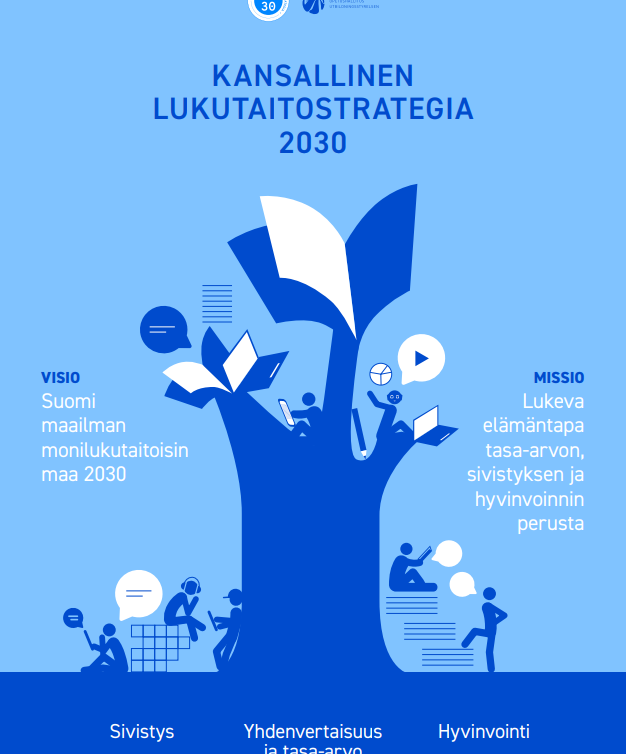 30
KANSALLINEN
LUKUTAITOSTRATEGIA
2030
VISIO
Suomi
maailman
monilukutaitoisin
maa 2030
MISSIO
Lukeva
elämäntapa
tasa-arvon,
sivistyksen ja
hyvinvoinnin
perusta
Sivistys
Yhdenvertaisuus
ja tasa-arvo
Hyvinvointi